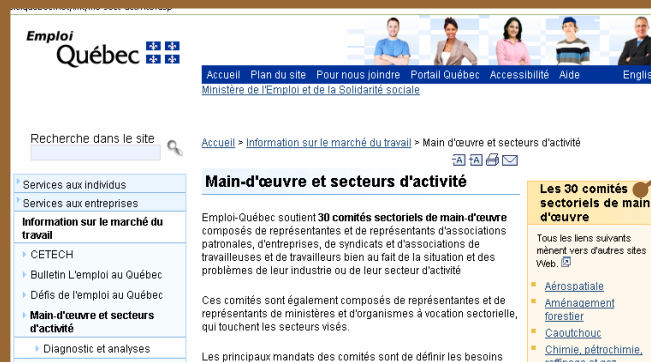 Emploi
Québec
Accueil Plan du site Pour nous joindre Portail Québec Accessibilité Aide Englis
Ministère de l'Emploi et de la Solidarité sociale
Recherche dans le site
Accueil > Information sur le marché du travail > Main d'œuvre et secteurs d'activité
Services aux individus
Services aux entreprises
Information sur le marché du
travail
CETECH
Bulletin L'emploi au Québec
Défis de l'emploi au Québec
Main-d'œuvre et secteurs
d'activité
Diagnostic et analyses
Main-d'œuvre et secteurs d'activité
Emploi-Québec soutient 30 comités sectoriels de main-d'œuvre
composés de représentantes et de représentants d'associations
patronales, d'entreprises, de syndicats et d'associations de
travailleuses et de travailleurs bien au fait de la situation et des
problèmes de leur industrie ou de leur secteur d'activité
Ces comités sont également composés de représentantes et de
représentants de ministères et d'organismes à vocation sectorielle,
qui touchent les secteurs visés.
Les principaux mandats des comités sont de définir les besoins
Les 30 comités
sectoriels de main
d'œuvre
Tous les liens suivants
mènent vers d'autres sites
Web.
Aérospatiale
Aménagement
forestier
Caoutchouc
Chimie, pétrochimie,